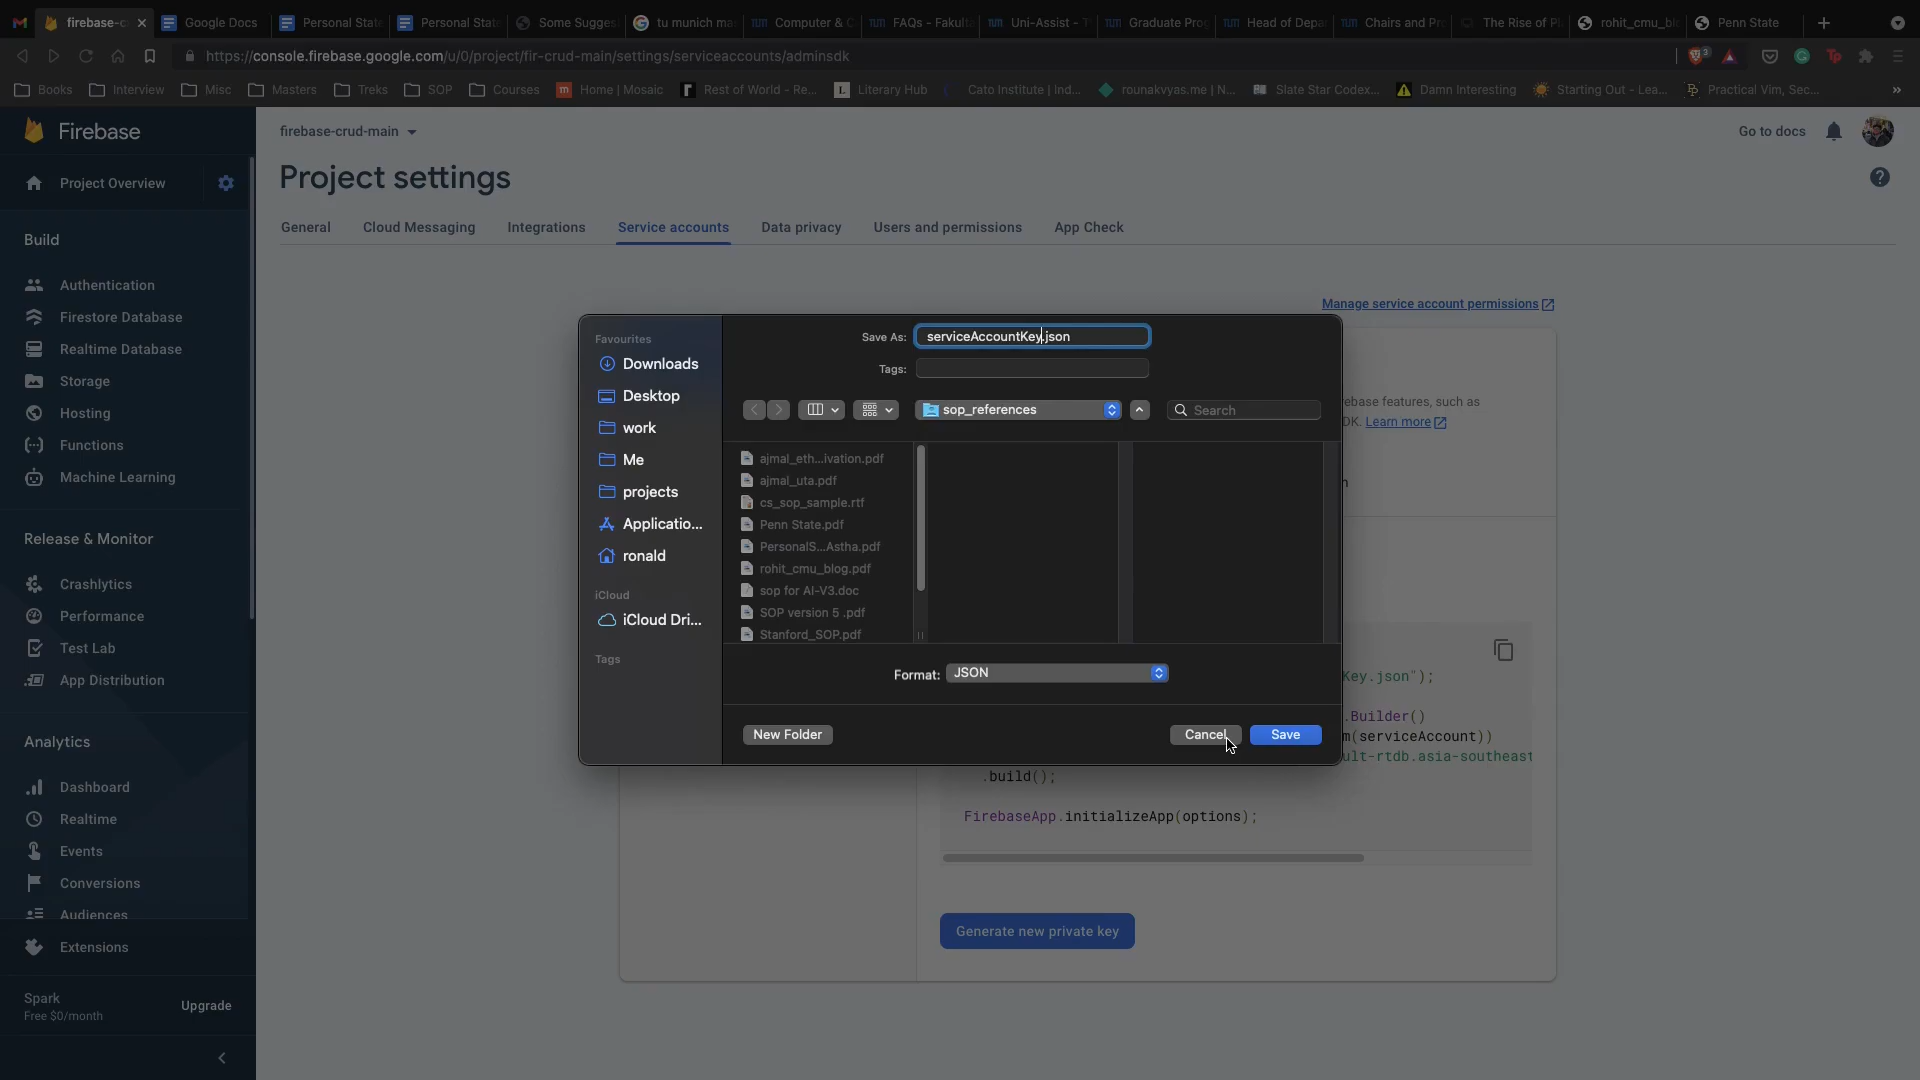 firebase-c
Google Docs
Personal State
Personal State
Some Sugges
tu munich ma
Computer & C
FAQs - Fakult
Uni-Assist - T
Graduate Prog
Head of Depa
Chairs and Pr
The Rise of Pl
rohit_cmu_bl
Penn State
https://console.firebase.google.com/u/0/project/fir-crud-main/settings/serviceaccounts/adminsdk
3
Books
Interview
Misc
Masters
Treks
SOP
Courses
Home | Mosaic
Rest of World - Re...
Literary Hub
Cato Institute | Ind...
rounakvyas.me | N...
Slate Star Codex...
Damn Interesting
Starting Out - Lea...
Practical Vim, Sec...
Firebase
firebase-crud-main
Go to docs
Project Overview
Project settings
General
Cloud Messaging
Integrations
Service accounts
Data privacy
Users and permissions
App Check
Build
Authentication
Firestore Database
Realtime Database
Storage
Hosting
Functions
Machine Learning
Release & Monitor
Crashlytics
Performance
Test Lab
App Distribution
Analytics
Dashboard
Realtime
Events
Conversions
Audiences
Extensions
Spark
Free $0/month
Upgrade
Manage service account permissions
Favourites
Downloads
Desktop
work
Me
projects
Applicatio...
ronald
iCloud
iCloud Dri...
Tags
Save As: serviceAccountKey.json
Tags:
sop_references
Search
ajmal_eth...ivation.pdf
ajmal_uta.pdf
cs_sop_sample.rtf
Penn State.pdf
PersonalS...Astha.pdf
rohit_cmu_blog.pdf
sop for AI-V3.doc
SOP version 5 .pdf
Stanford_SOP.pdf
Format: JSON
New Folder
Cancel
Save
ebase features, such as
DK. Learn more
n
Key.json");
.Builder()
m(serviceAccount))
ult-rtdb.asia-southeast
.build();
FirebaseApp.initializeApp(options);
Generate new private key